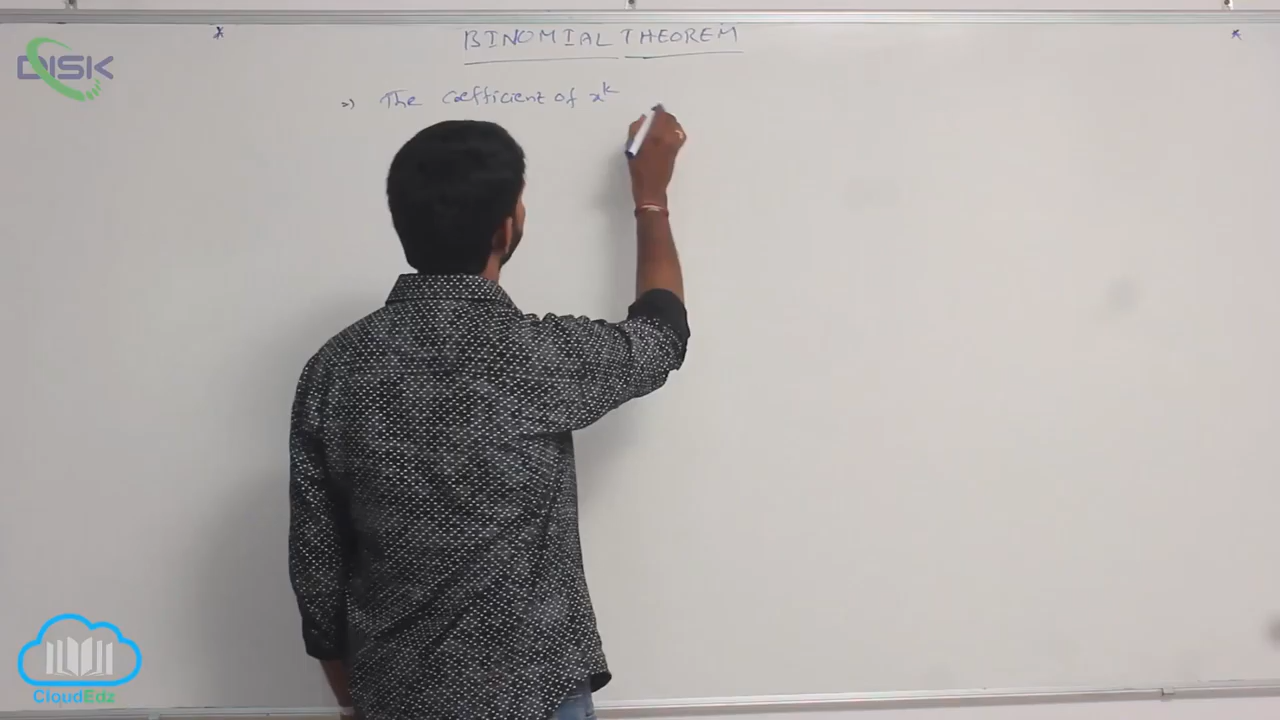 DISK
BINOMIAL THEOREM
=) The coefficient of x^k
CloudEdz